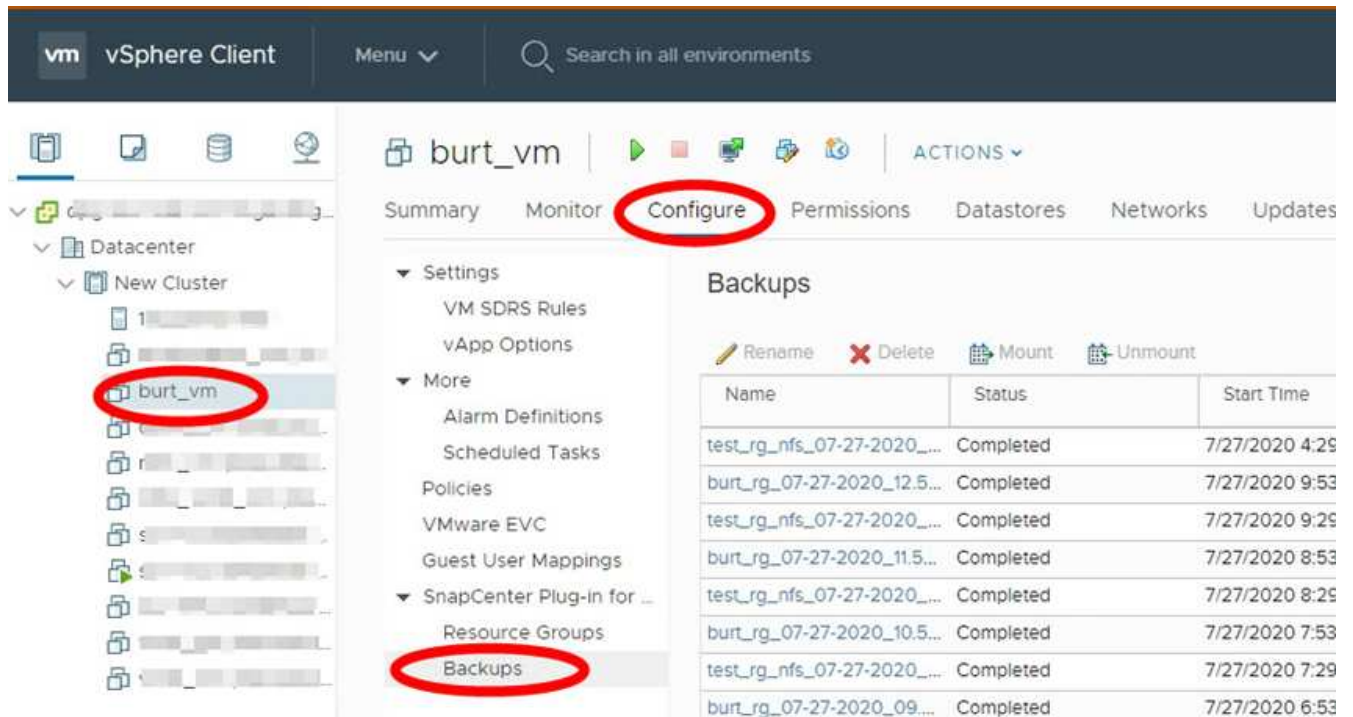 vm vSphere Client Menu Search in all environments
burt_vm ACTIONS
Summary Monitor Configure Permissions Datastores Networks Updates
Datacenter
New Cluster
burt_vm
Settings
VM SDRS Rules
vApp Options
More
Alarm Definitions
Scheduled Tasks
Policies
VMware EVC
Guest User Mappings
SnapCenter Plug-in for ...
Resource Groups
Backups
Backups
Rename Delete Mount Unmount
Name Status Start Time
test_rg_nfs_07-27-2020_... Completed 7/27/2020 4:29
burt_rg_07-27-2020_12.5... Completed 7/27/2020 9:53
test_rg_nfs_07-27-2020_... Completed 7/27/2020 9:29
burt_rg_07-27-2020_11.5... Completed 7/27/2020 8:53
test_rg_nfs_07-27-2020_... Completed 7/27/2020 8:29
burt_rg_07-27-2020_10.5... Completed 7/27/2020 7:53
test_rg_nfs_07-27-2020_... Completed 7/27/2020 7:29
burt_rg_07-27-2020_09.... Completed 7/27/2020 6:53